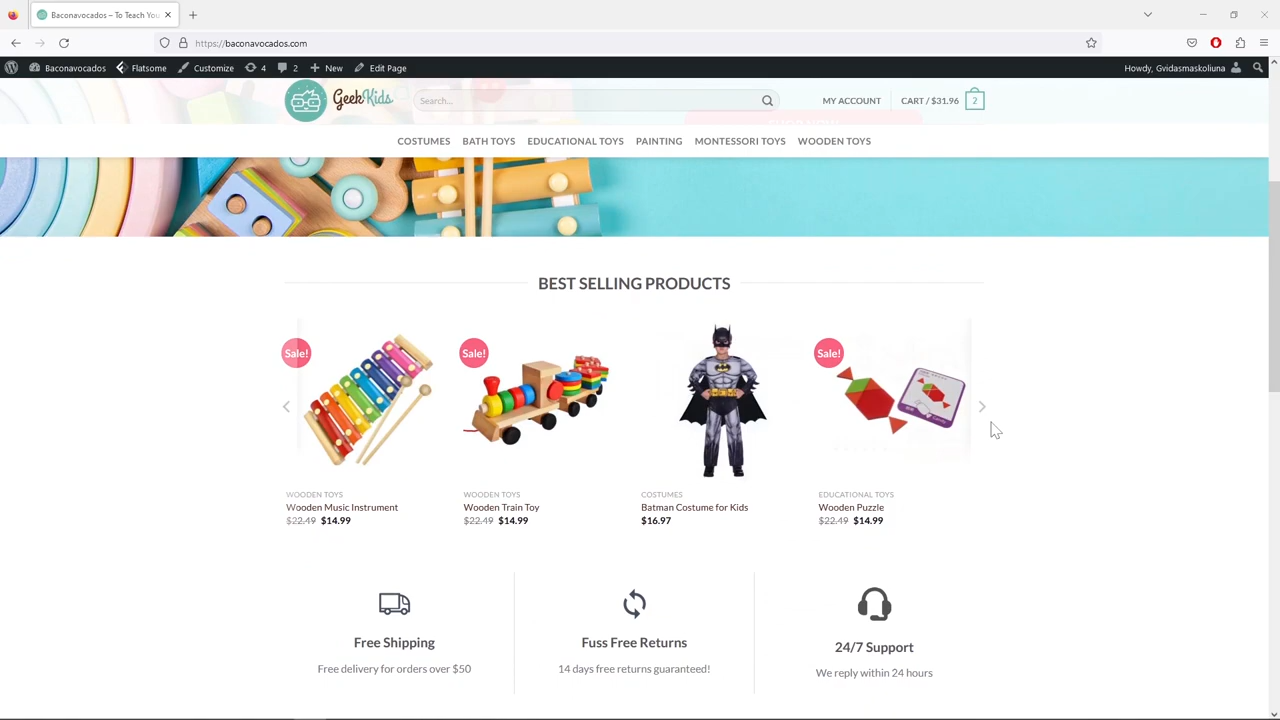 Baconavocados – To Teach You
https://baconavocados.com
Baconavocados Flatsome Customize 4 2 New Edit Page Howdy, Gvidasmaskoliuna
GeekKids Search... MY ACCOUNT CART / $31.96 2
COSTUMES BATH TOYS EDUCATIONAL TOYS PAINTING MONTESSORI TOYS WOODEN TOYS
BEST SELLING PRODUCTS
Sale! Sale! Sale!
WOODEN TOYS WOODEN TOYS COSTUMES EDUCATIONAL TOYS
Wooden Music Instrument Wooden Train Toy Batman Costume for Kids Wooden Puzzle
$22.49 $14.99 $22.49 $14.99 $16.97 $22.49 $14.99
Free Shipping Fuss Free Returns 24/7 Support
Free delivery for orders over $50 14 days free returns guaranteed! We reply within 24 hours